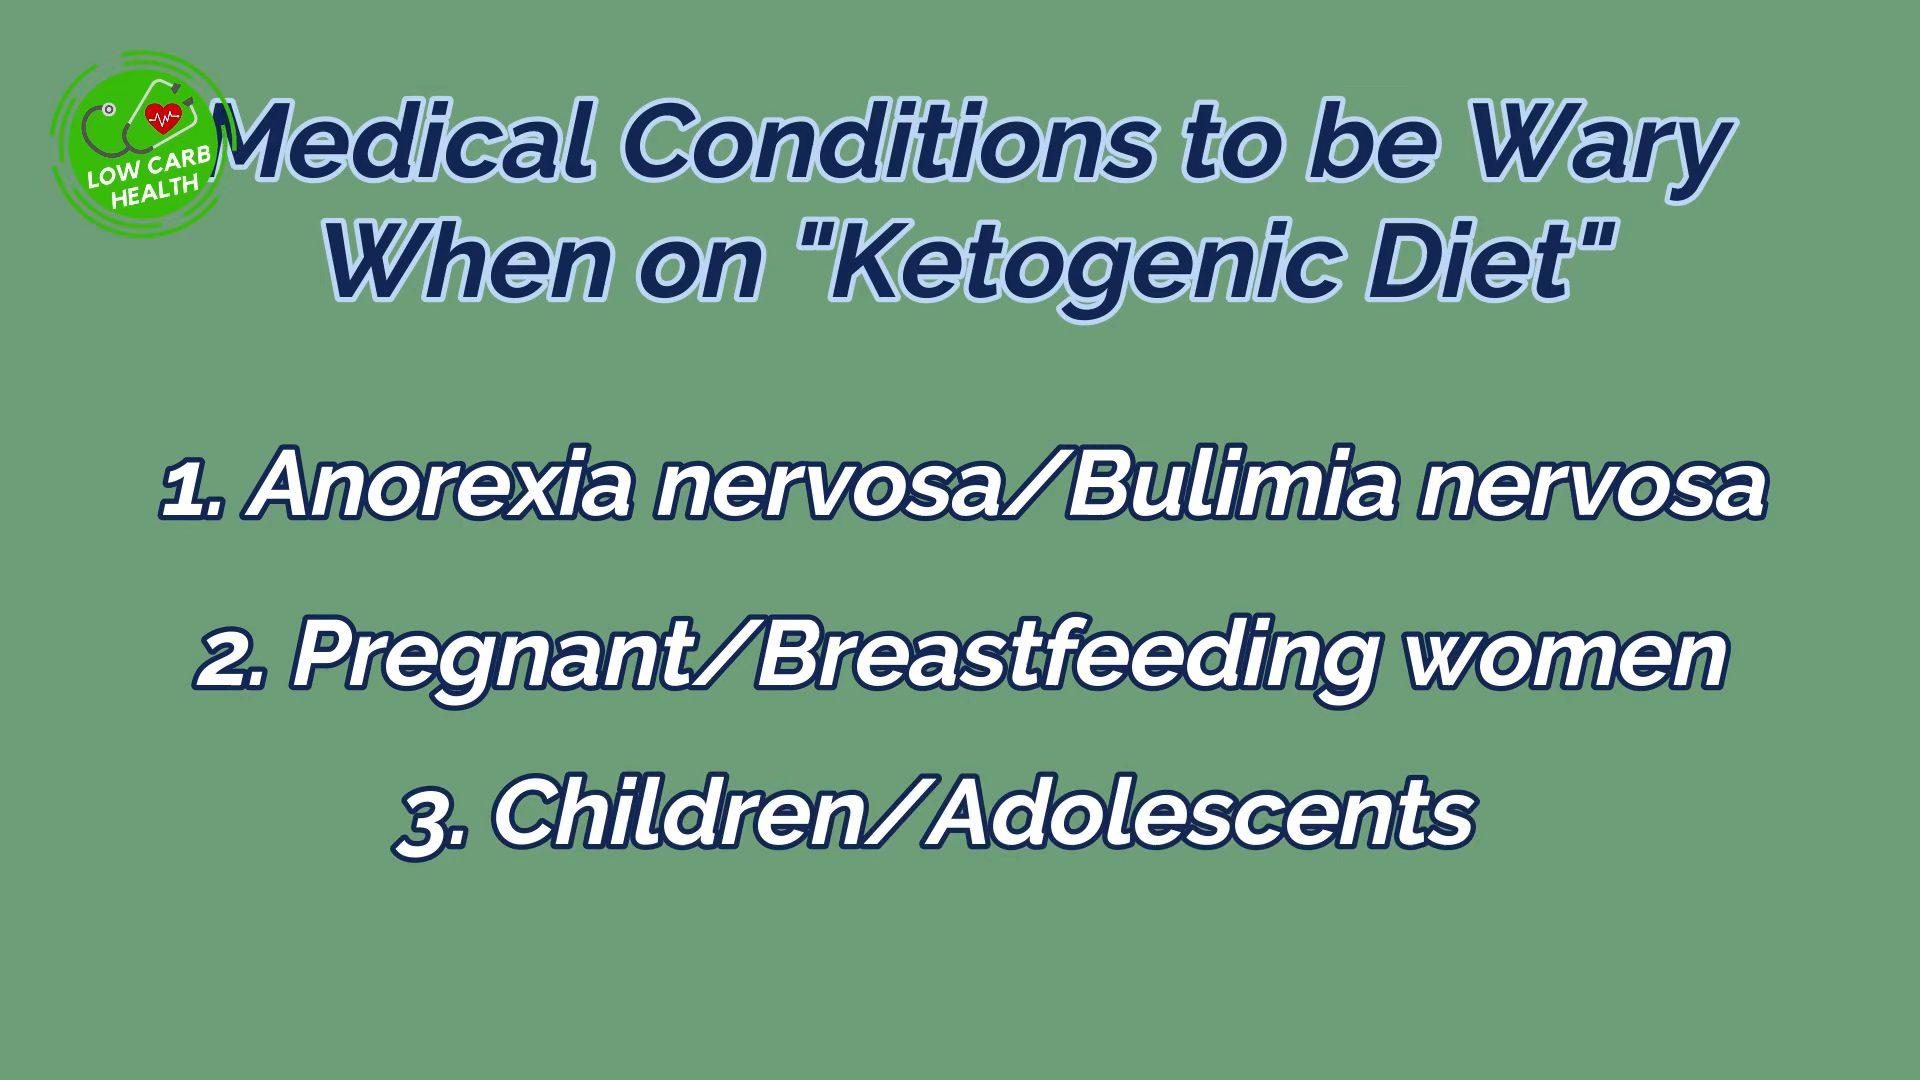 LOW CARB
HEALTH
Medical Conditions to be Wary
When on "Ketogenic Diet"
1. Anorexia nervosa/Bulimia nervosa
2. Pregnant/Breastfeeding women
3. Children/Adolescents